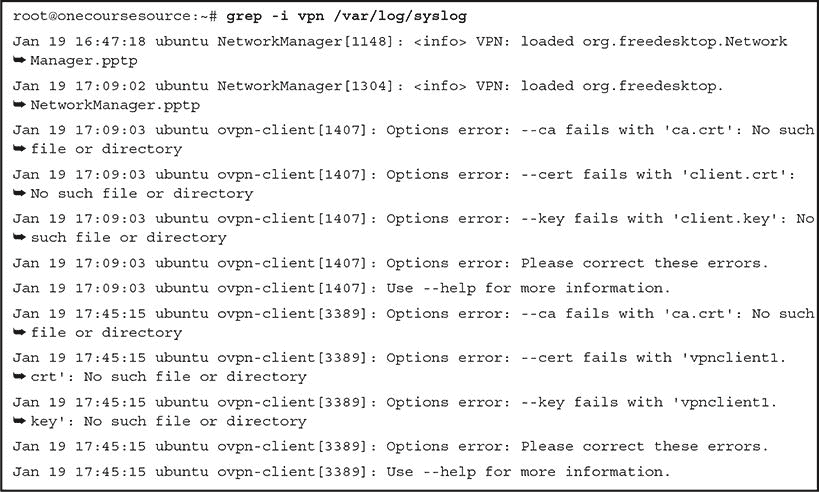 root@onecoursesource:~# grep -i vpn /var/log/syslog
Jan 19 16:47:18 ubuntu NetworkManager[1148]: <info> VPN: loaded org.freedesktop.Network
➥Manager.pptp
Jan 19 17:09:02 ubuntu NetworkManager[1304]: <info> VPN: loaded org.freedesktop.
➥NetworkManager.pptp
Jan 19 17:09:03 ubuntu ovpn-client[1407]: Options error: --ca fails with 'ca.crt': No such
➥file or directory
Jan 19 17:09:03 ubuntu ovpn-client[1407]: Options error: --cert fails with 'client.crt':
➥No such file or directory
Jan 19 17:09:03 ubuntu ovpn-client[1407]: Options error: --key fails with 'client.key': No
➥such file or directory
Jan 19 17:09:03 ubuntu ovpn-client[1407]: Options error: Please correct these errors.
Jan 19 17:09:03 ubuntu ovpn-client[1407]: Use --help for more information.
Jan 19 17:45:15 ubuntu ovpn-client[3389]: Options error: --ca fails with 'ca.crt': No such
➥file or directory
Jan 19 17:45:15 ubuntu ovpn-client[3389]: Options error: --cert fails with 'vpnclient1.
➥crt': No such file or directory
Jan 19 17:45:15 ubuntu ovpn-client[3389]: Options error: --key fails with 'vpnclient1.
➥key': No such file or directory
Jan 19 17:45:15 ubuntu ovpn-client[3389]: Options error: Please correct these errors.
Jan 19 17:45:15 ubuntu ovpn-client[3389]: Use --help for more information.